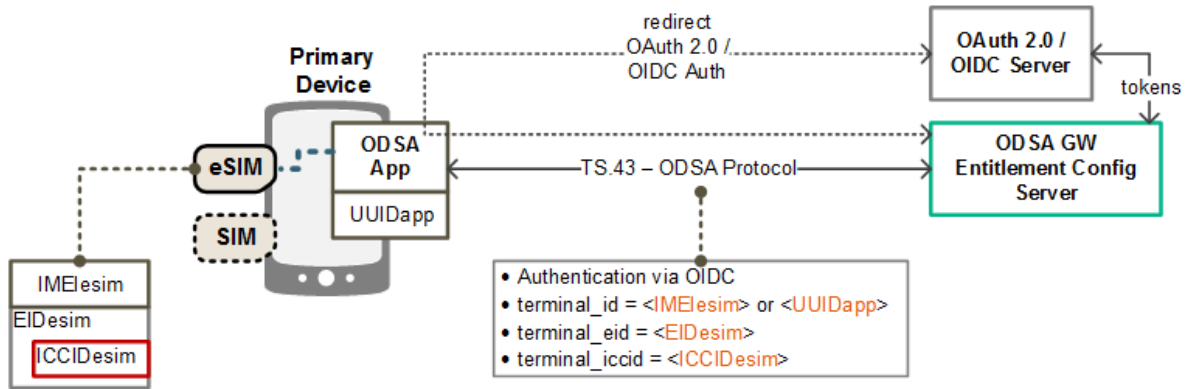 redirect
OAuth 2.0 /
OIDC Auth
OAuth 2.0 /
OIDC Server
tokens
Primary
Device
ODSA
App
UUIDapp
eSIM
SIM
TS.43 – ODSA Protocol
ODSA GW
Entitlement Config
Server
IMEIesim
EIDesim
ICCIDesim
• Authentication via OIDC
• terminal_id = <IMEIesim> or <UUIDapp>
• terminal_eid = <EIDesim>
• terminal_iccid = <ICCIDesim>